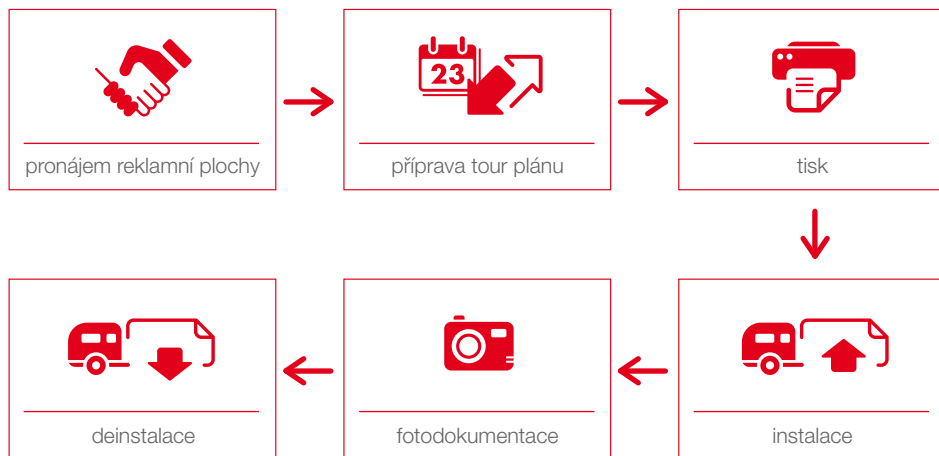 pronájem reklamní plochy
23
příprava tour plánu
tisk
instalace
fotodokumentace
deinstalace